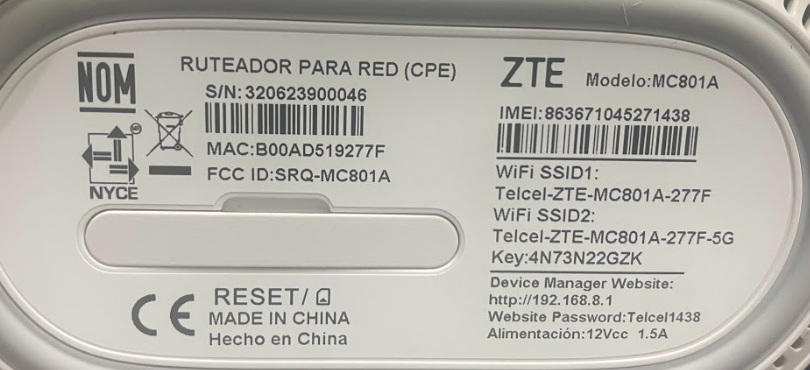 NOM
RUTEADOR PARA RED (CPE)
S/N:320623900046
MAC:B00AD519277F
FCC ID:SRQ-MC801A
NYCE
RESET/
MADE IN CHINA
Hecho en China
CE
ZTE Modelo:MC801A
IMEI:863671045271438
WiFi SSID1:
Telcel-ZTE-MC801A-277F
WiFi SSID2:
Telcel-ZTE-MC801A-277F-5G
Key:4N73N22GZK
Device Manager Website:
http://192.168.8.1
Website Password:Telcel1438
Alimentación:12Vcc 1.5A